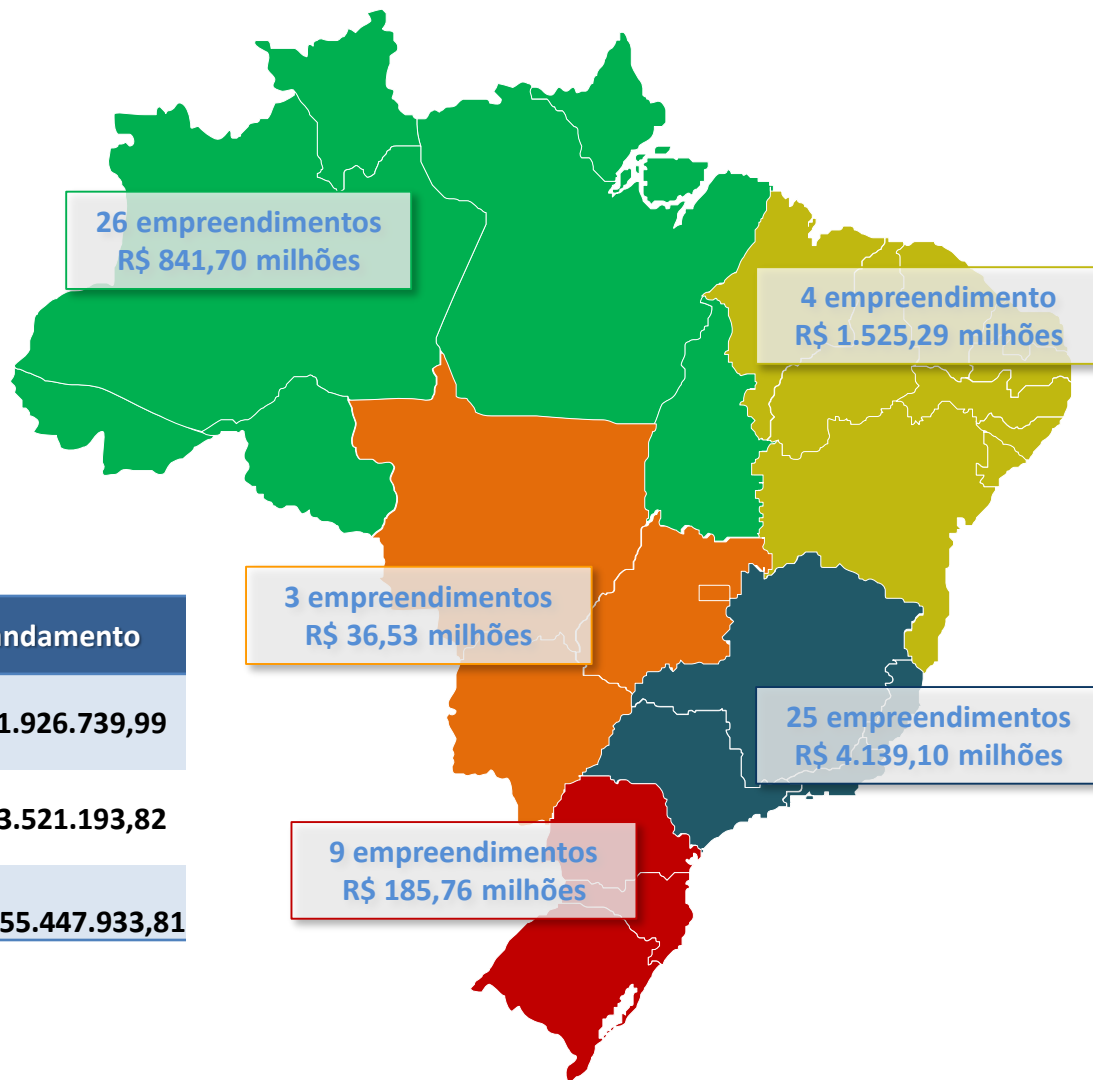 26 empreendimentos
R$ 841,70 milhões
4 empreendimento
R$ 1.525,29 milhões
3 empreendimentos
R$ 36,53 milhões
25 empreendimentos
R$ 4.139,10 milhões
9 empreendimentos
R$ 185,76 milhões
andamento
1.926.739,99
3.521.193,82
55.447.933,81